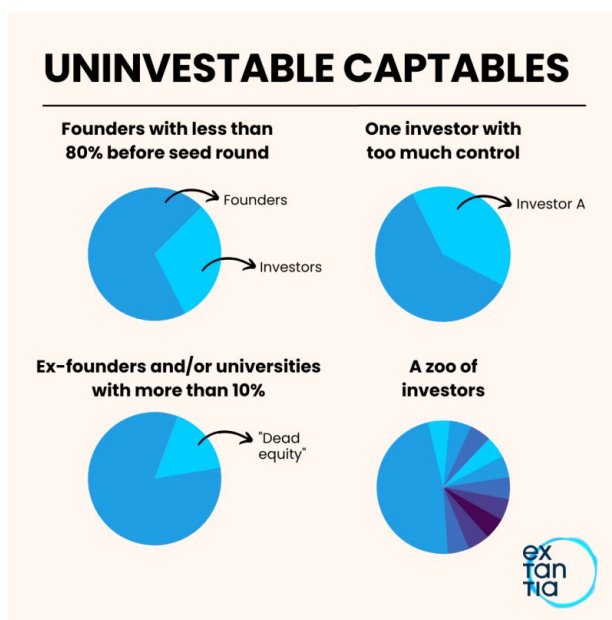 UNINVESTABLE CAPTABLES
Founders with less than
80% before seed round
Founders
Investors
One investor with
too much control
Investor A
Ex-founders and/or universities
with more than 10%
"Dead
equity"
A zoo of
investors
ex
tan
tia